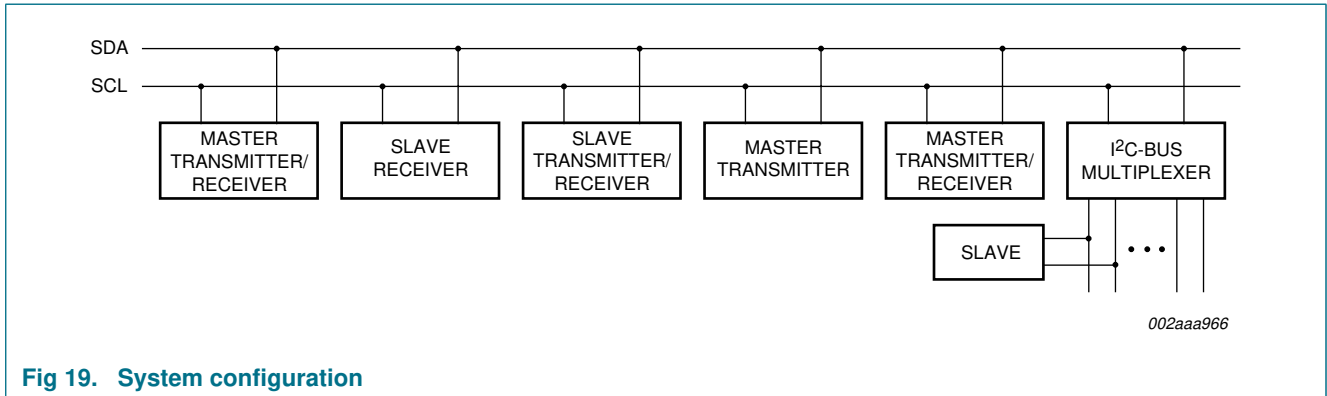 SDA
SCL
MASTER
TRANSMITTER/
RECEIVER
SLAVE
RECEIVER
SLAVE
TRANSMITTER/
RECEIVER
MASTER
TRANSMITTER
MASTER
TRANSMITTER/
RECEIVER
I²C-BUS
MULTIPLEXER
SLAVE
002aaa966
Fig 19. System configuration